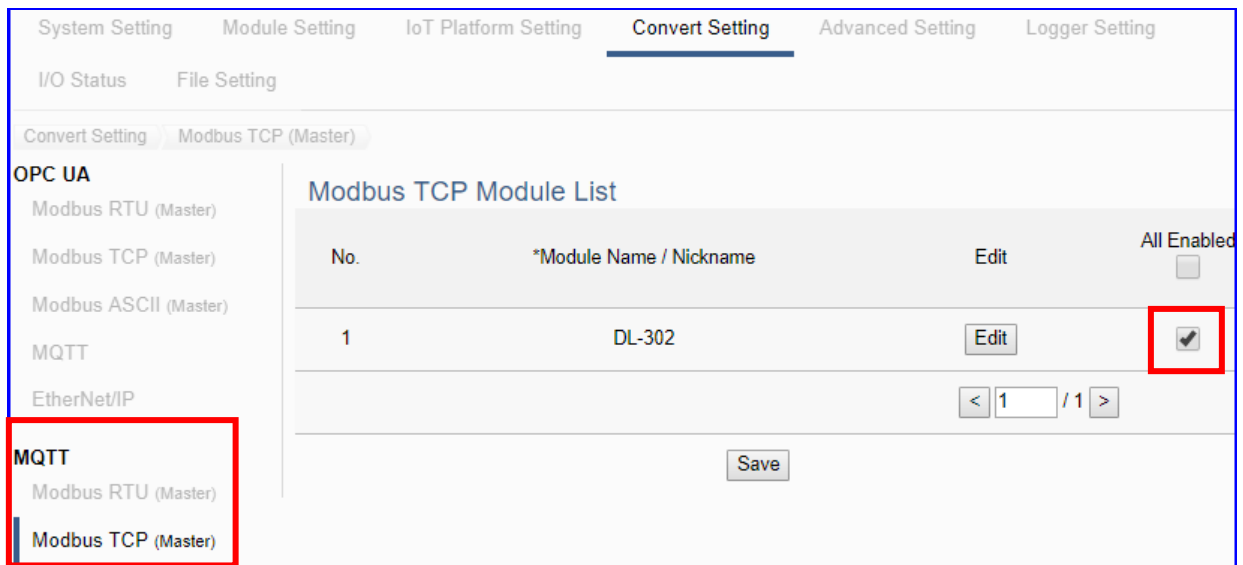 System Setting Module Setting IoT Platform Setting Convert Setting Advanced Setting Logger Setting
I/O Status File Setting
Convert Setting Modbus TCP (Master)
OPC UA
Modbus RTU (Master)
Modbus TCP (Master)
Modbus ASCII (Master)
MQTT
EtherNet/IP
MQTT
Modbus RTU (Master)
Modbus TCP (Master)
Modbus TCP Module List
No. *Module Name / Nickname Edit All Enabled
1 DL-302 Edit
< 1 / 1 >
Save